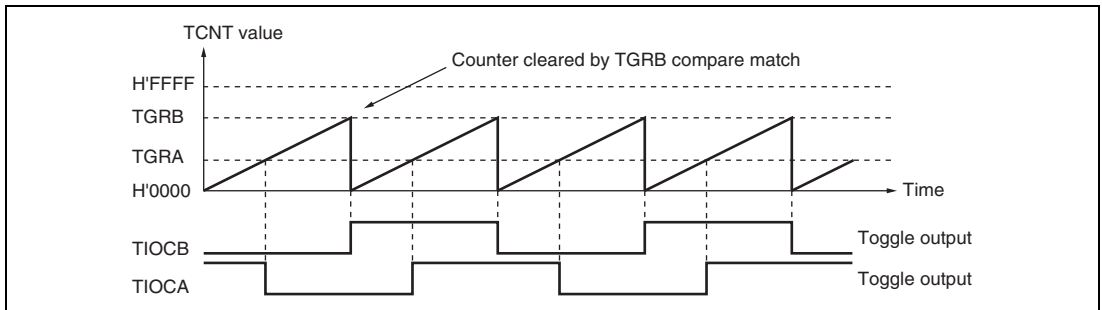 TCNT value
Counter cleared by TGRB compare match
H'FFFF
TGRB
TGRA
H'0000
Time
TIOCB
Toggle output
TIOCA
Toggle output